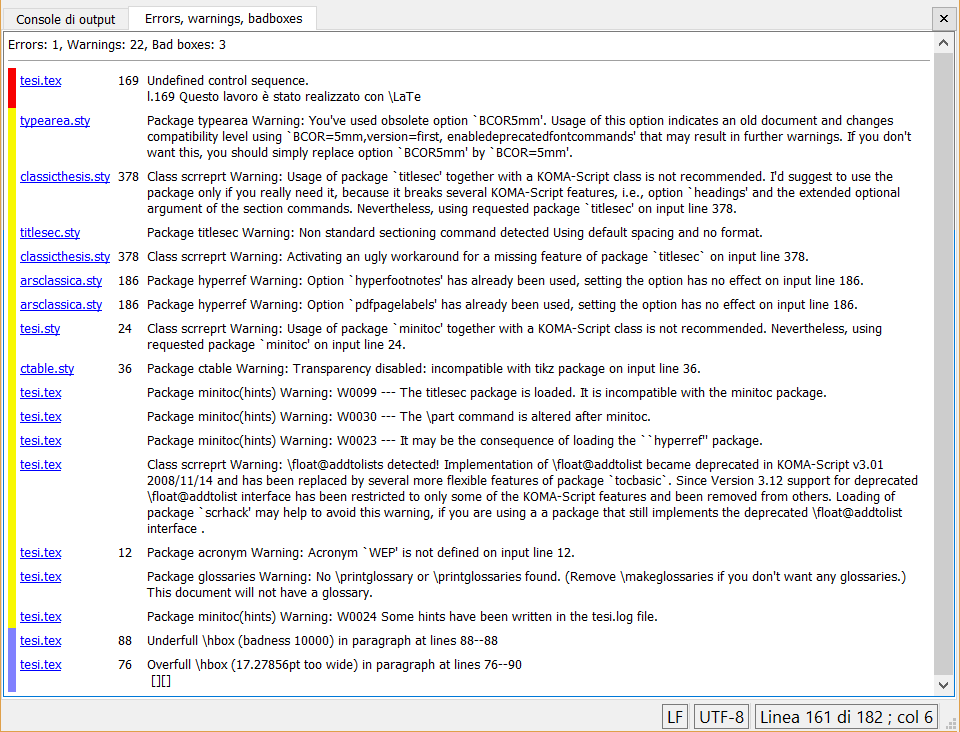 Console di output
Errors, warnings, badboxes
Errors: 1, Warnings: 22, Bad boxes: 3
tesi.tex 169 Undefined control sequence.
l.169 Questo lavoro è stato realizzato con \LaTe
typearea.sty Package typearea Warning: You've used obsolete option `BCOR5mm'. Usage of this option indicates an old document and changes
compatibility level using `BCOR=5mm,version=first, enabledeprecatedfontcommands' that may result in further warnings. If you don't
want this, you should simply replace option `BCOR5mm' by `BCOR=5mm'.
classicthesis.sty 378 Class scrreprt Warning: Usage of package `titlesec' together with a KOMA-Script class is not recommended. I'd suggest to use the
package only if you really need it, because it breaks several KOMA-Script features, i.e., option `headings' and the extended optional
argument of the section commands. Nevertheless, using requested package `titlesec' on input line 378.
titlesec.sty Package titlesec Warning: Non standard sectioning command detected Using default spacing and no format.
classicthesis.sty 378 Class scrreprt Warning: Activating an ugly workaround for a missing feature of package `titlesec` on input line 378.
arsclassica.sty 186 Package hyperref Warning: Option `hyperfootnotes' has already been used, setting the option has no effect on input line 186.
arsclassica.sty 186 Package hyperref Warning: Option `pdfpagelabels' has already been used, setting the option has no effect on input line 186.
tesi.sty 24 Class scrreprt Warning: Usage of package `minitoc' together with a KOMA-Script class is not recommended. Nevertheless, using
requested package `minitoc' on input line 24.
ctable.sty 36 Package ctable Warning: Transparency disabled: incompatible with tikz package on input line 36.
tesi.tex Package minitoc(hints) Warning: W0099 --- The titlesec package is loaded. It is incompatible with the minitoc package.
tesi.tex Package minitoc(hints) Warning: W0030 --- The \part command is altered after minitoc.
tesi.tex Package minitoc(hints) Warning: W0023 --- It may be the consequence of loading the ``hyperref'' package.
tesi.tex Class scrreprt Warning: \float@addtolists detected! Implementation of \float@addtolist became deprecated in KOMA-Script v3.01
2008/11/14 and has been replaced by several more flexible features of package `tocbasic`. Since Version 3.12 support for deprecated
\float@addtolist interface has been restricted to only some of the KOMA-Script features and been removed from others. Loading of
package `scrhack' may help to avoid this warning, if you are using a a package that still implements the deprecated \float@addtolist
interface .
tesi.tex 12 Package acronym Warning: Acronym `WEP' is not defined on input line 12.
tesi.tex Package glossaries Warning: No \printglossary or \printglossaries found. (Remove \makeglossaries if you don't want any glossaries.)
This document will not have a glossary.
tesi.tex Package minitoc(hints) Warning: W0024 Some hints have been written in the tesi.log file.
tesi.tex 88 Underfull \hbox (badness 10000) in paragraph at lines 88--88
tesi.tex 76 Overfull \hbox (17.27856pt too wide) in paragraph at lines 76--90
[][]
LF UTF-8 Linea 161 di 182 ; col 6